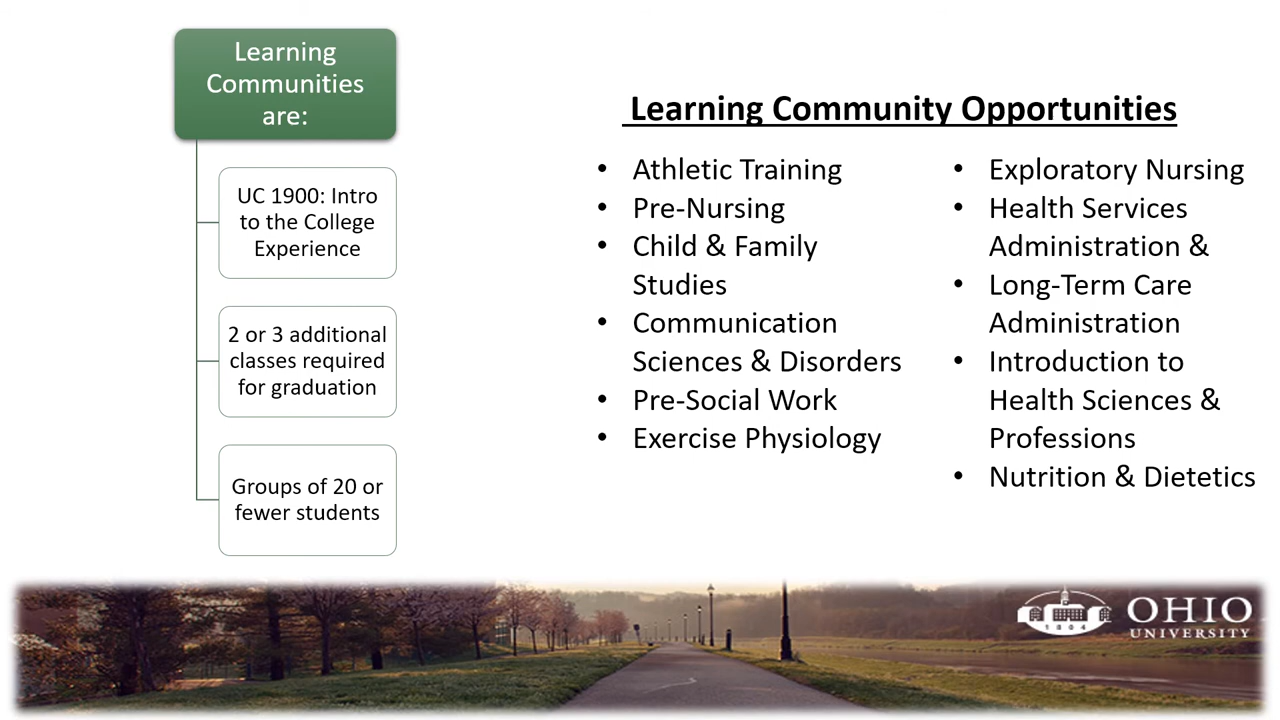 Learning
Communities
are:
UC 1900: Intro
to the College
Experience
2 or 3 additional
classes required
for graduation
Groups of 20 or
fewer students
Learning Community Opportunities
• Athletic Training
• Pre-Nursing
• Child & Family
Studies
• Communication
Sciences & Disorders
• Pre-Social Work
• Exercise Physiology
• Exploratory Nursing
• Health Services
Administration &
• Long-Term Care
Administration
• Introduction to
Health Sciences &
Professions
• Nutrition & Dietetics
1804
OHIO
UNIVERSITY